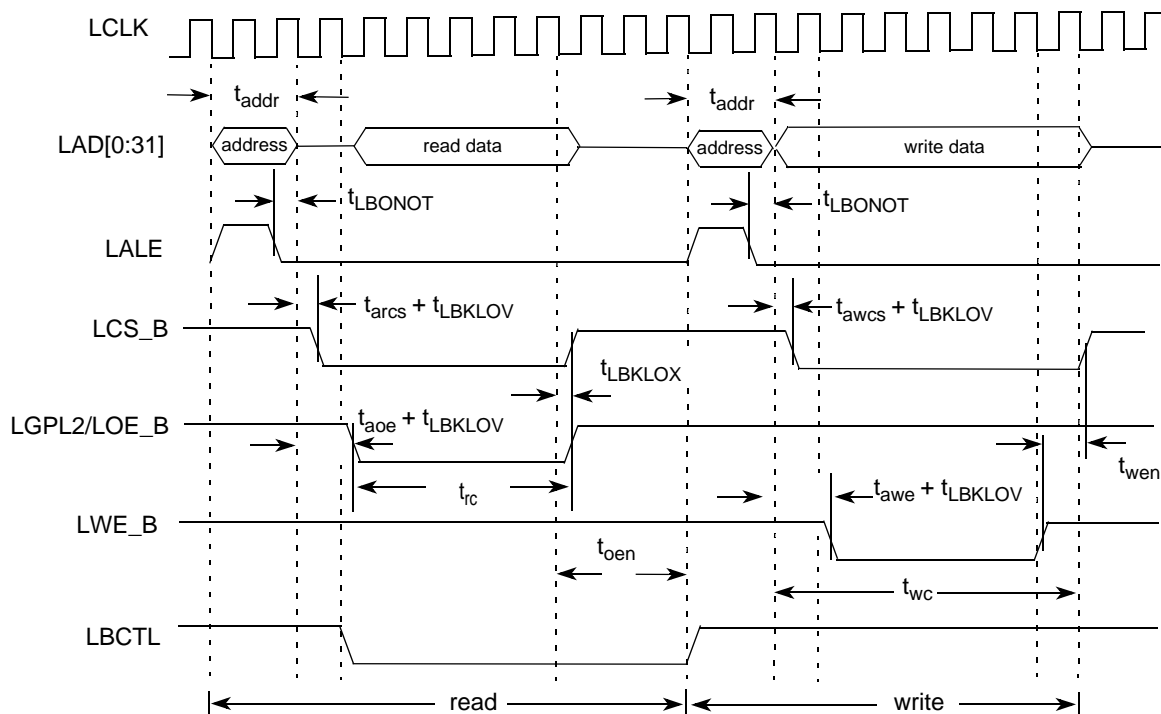 LCLK
t_addr t_addr
LAD[0:31] address read data address write data
t_LBONOT t_LBONOT
LALE
t_arcs + t_LBKLOV t_awcs + t_LBKLOV
LCS_B
t_LBKLOX
LGPL2/LOE_B t_aoe + t_LBKLOV
t_wen
t_rc t_awe + t_LBKLOV
LWE_B
t_oen
t_wc
LBCTL
read write